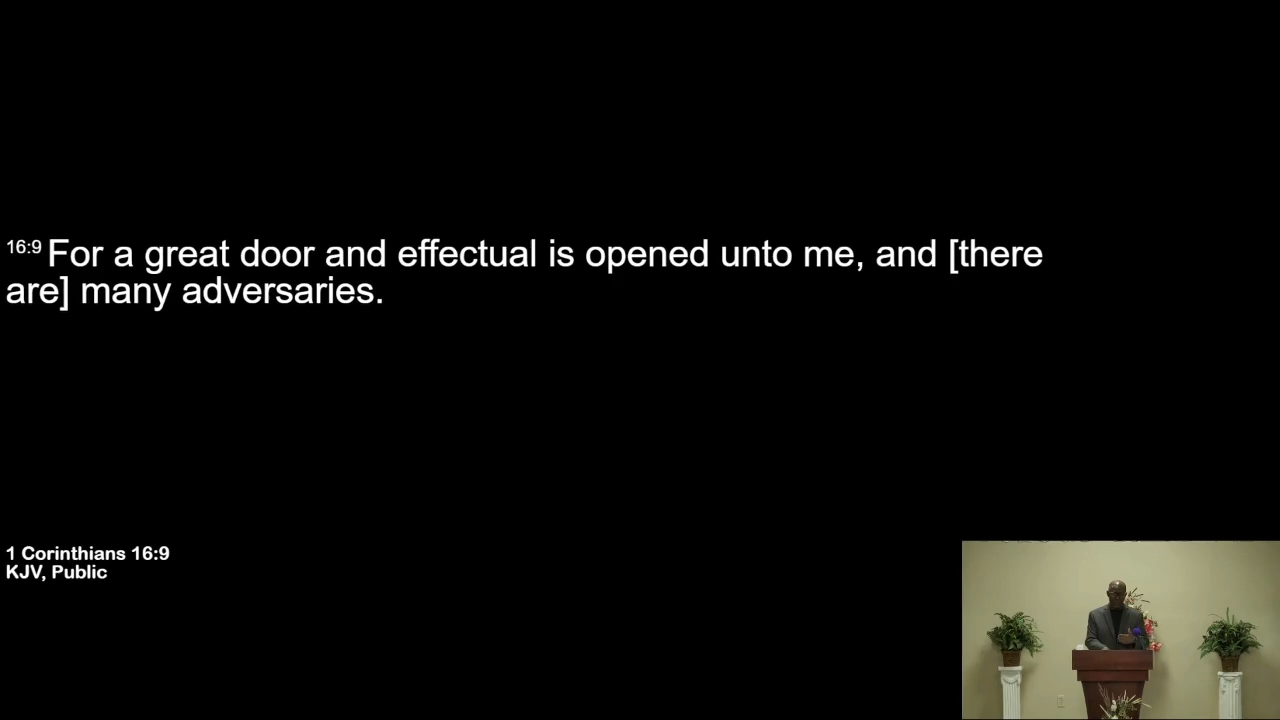 16:9 For a great door and effectual is opened unto me, and [there
are] many adversaries.
1 Corinthians 16:9
KJV, Public